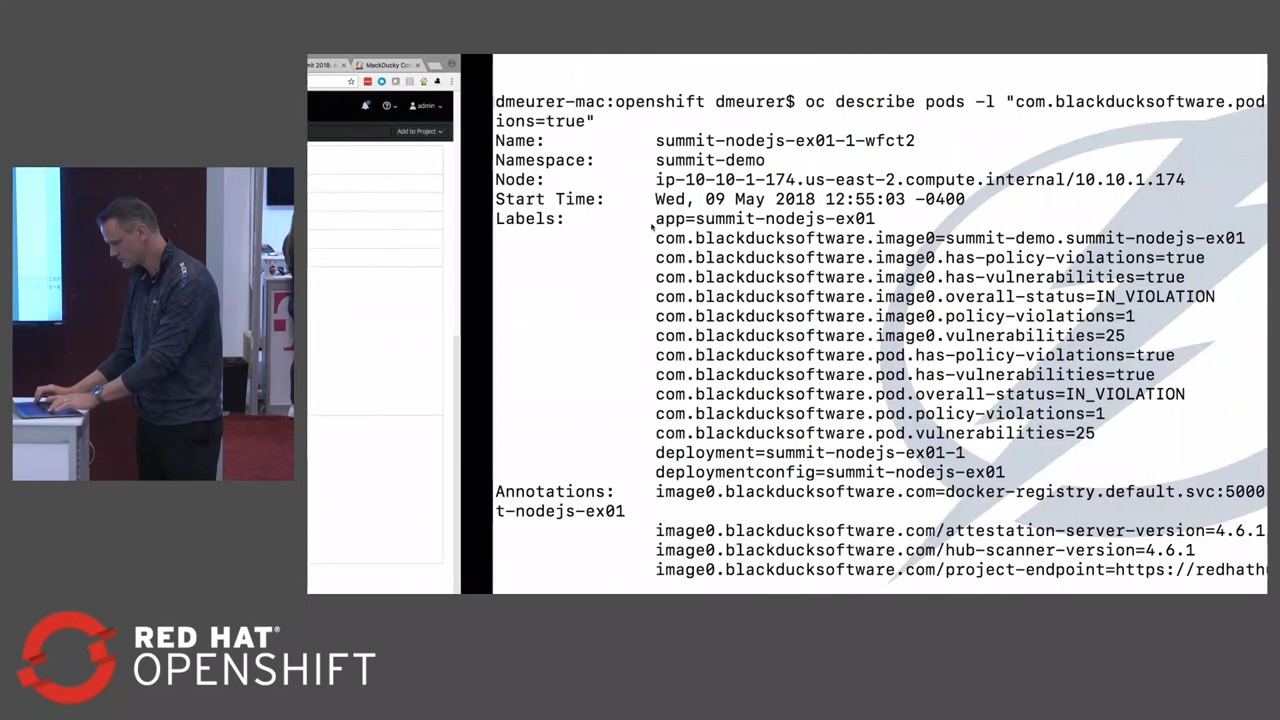 mit 2018:
MackDucky Co
admin
Add to Project
dmeurer-mac:openshift dmeurer$ oc describe pods -l "com.blackducksoftware.pod
ions=true"
Name: summit-nodejs-ex01-1-wfct2
Namespace: summit-demo
Node: ip-10-10-1-174.us-east-2.compute.internal/10.10.1.174
Start Time: Wed, 09 May 2018 12:55:03 -0400
Labels: app=summit-nodejs-ex01
com.blackducksoftware.image0=summit-demo.summit-nodejs-ex01
com.blackducksoftware.image0.has-policy-violations=true
com.blackducksoftware.image0.has-vulnerabilities=true
com.blackducksoftware.image0.overall-status=IN_VIOLATION
com.blackducksoftware.image0.policy-violations=1
com.blackducksoftware.image0.vulnerabilities=25
com.blackducksoftware.pod.has-policy-violations=true
com.blackducksoftware.pod.has-vulnerabilities=true
com.blackducksoftware.pod.overall-status=IN_VIOLATION
com.blackducksoftware.pod.policy-violations=1
com.blackducksoftware.pod.vulnerabilities=25
deployment=summit-nodejs-ex01-1
deploymentconfig=summit-nodejs-ex01
Annotations: image0.blackducksoftware.com=docker-registry.default.svc:5000
t-nodejs-ex01
image0.blackducksoftware.com/attestation-server-version=4.6.1
image0.blackducksoftware.com/hub-scanner-version=4.6.1
image0.blackducksoftware.com/project-endpoint=https://redhath
RED HAT®
OPENSHIFT